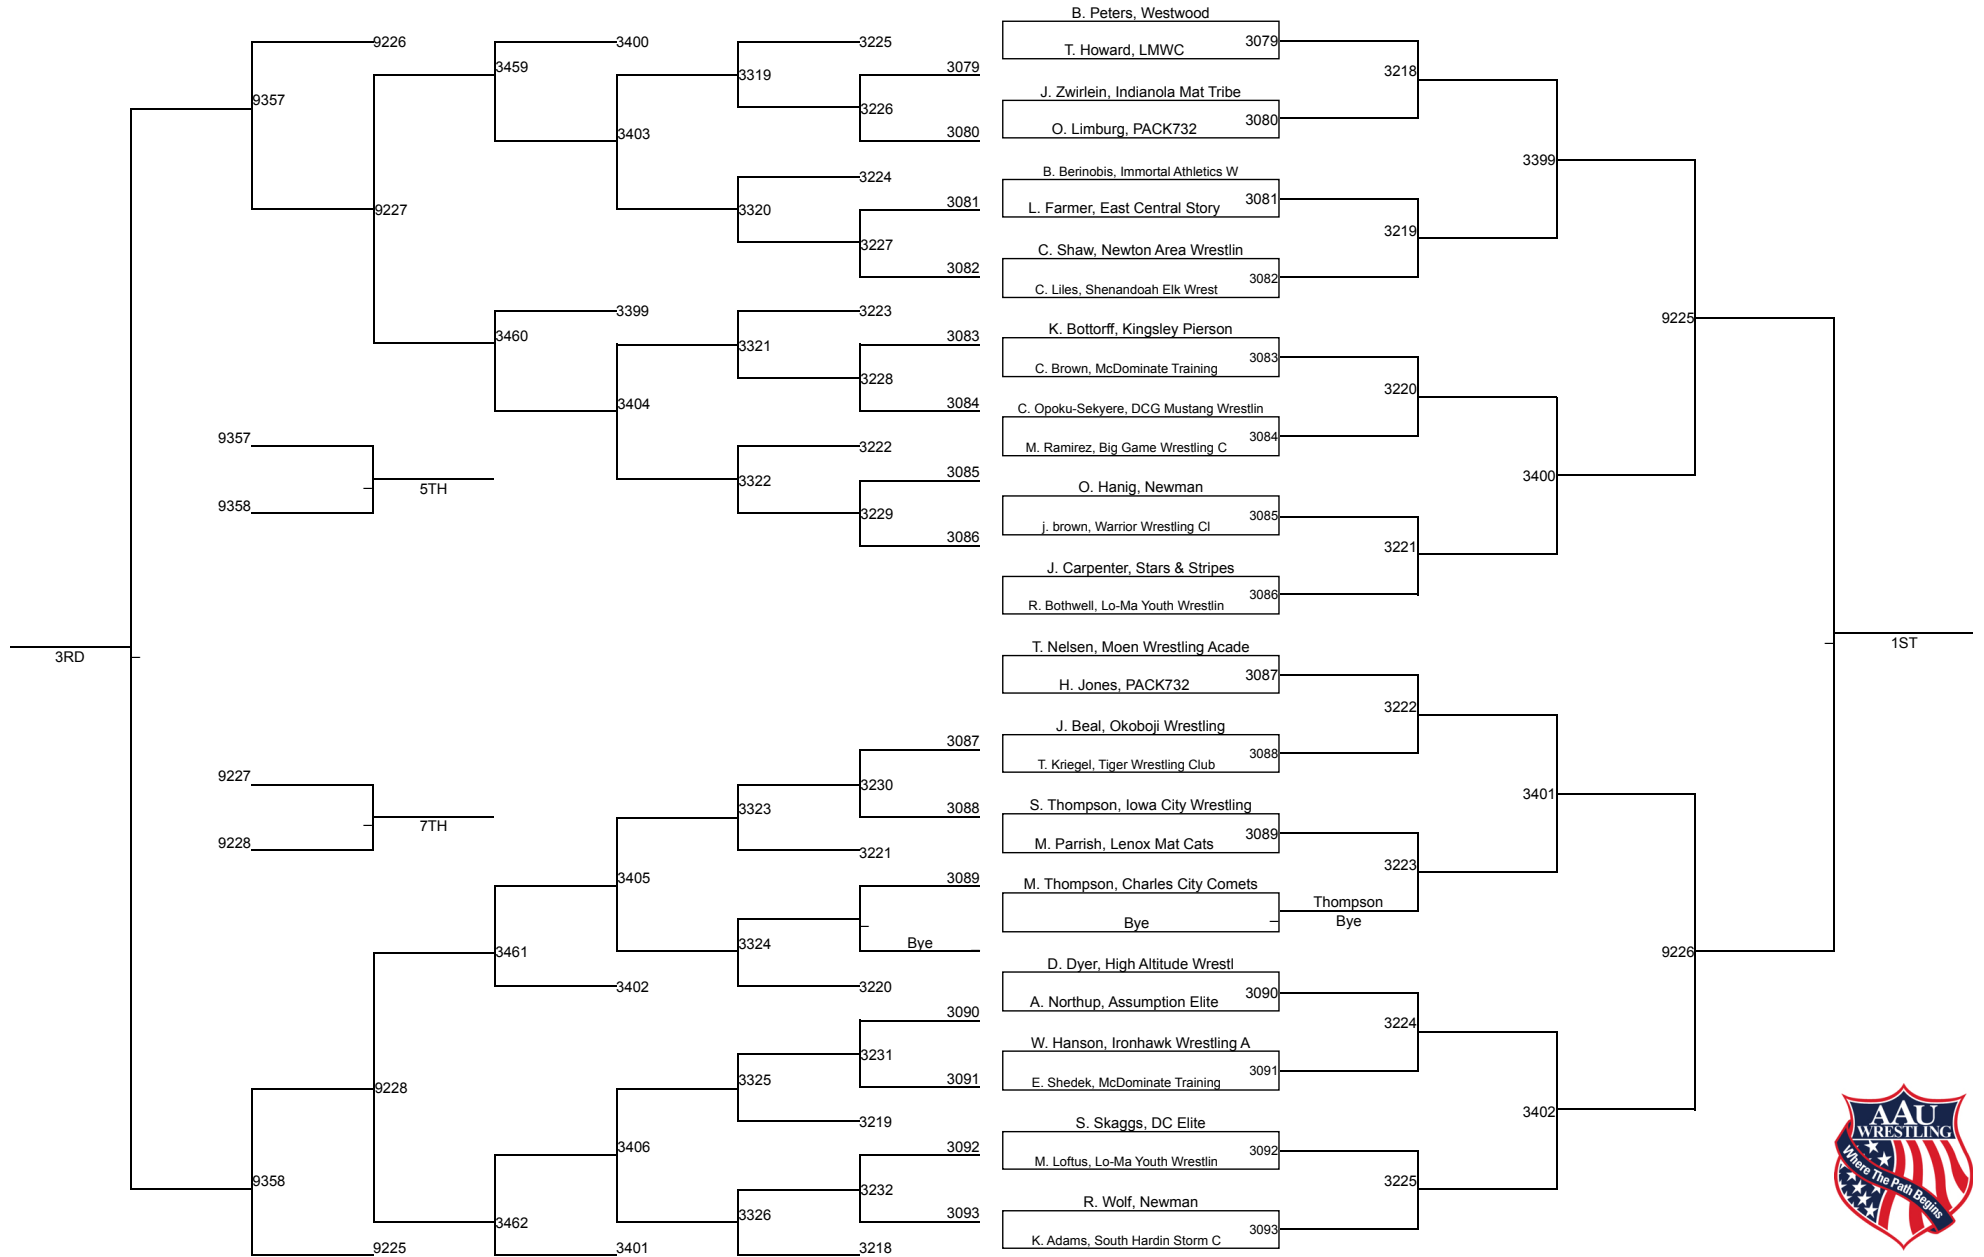 B. Peters, Westwood
9226
3400
3225
3079
T. Howard, LMWC
3459
3079
3218
3319
J. Zwirlein, Indianola Mat Tribe
9357
3226
3080
O. Limburg, PACK732
3403
3080
3399
B. Berinobis, Immortal Athletics W
3224
3081
3081
L. Farmer, East Central Story
9227
3320
3219
3227
C. Shaw, Newton Area Wrestlin
3082
3082
C. Liles, Shenandoah Elk Wrest
3399
3223
9225
K. Bottorff, Kingsley Pierson
3460
3083
3321
3083
C. Brown, McDominate Training
3228
3220
3404
3084
C. Opoku-Sekyere, DCG Mustang Wrestlin
9357
3084
3222
M. Ramirez, Big Game Wrestling C
3085
3400
3322
5TH
O. Hanig, Newman
9358
3229
3085
j. brown, Warrior Wrestling Cl
3086
3221
J. Carpenter, Stars & Stripes
3086
R. Bothwell, Lo-Ma Youth Wrestlin
1ST
T. Nelsen, Moen Wrestling Acade
3RD
3087
H. Jones, PACK732
3222
J. Beal, Okoboji Wrestling
3087
3088
T. Kriegel, Tiger Wrestling Club
9227
3230
3401
S. Thompson, Iowa City Wrestling
3323
3088
7TH
3089
9228
M. Parrish, Lenox Mat Cats
3221
3223
3405
3089
M. Thompson, Charles City Comets
Thompson
Bye
Bye
3324
Bye
3461
9226
D. Dyer, High Altitude Wrestl
3402
3220
3090
A. Northup, Assumption Elite
3090
3224
W. Hanson, Ironhawk Wrestling A
3231
3091
3325
3091
E. Shedek, McDominate Training
9228
3402
3219
S. Skaggs, DC Elite
3406
3092
3092
M. Loftus, Lo-Ma Youth Wrestlin
9358
3232
3225
R. Wolf, Newman
3462
3326
3093
3093
K. Adams, South Hardin Storm C
9225
3401
3218
AAU
WRESTLING
Where The Path Begins